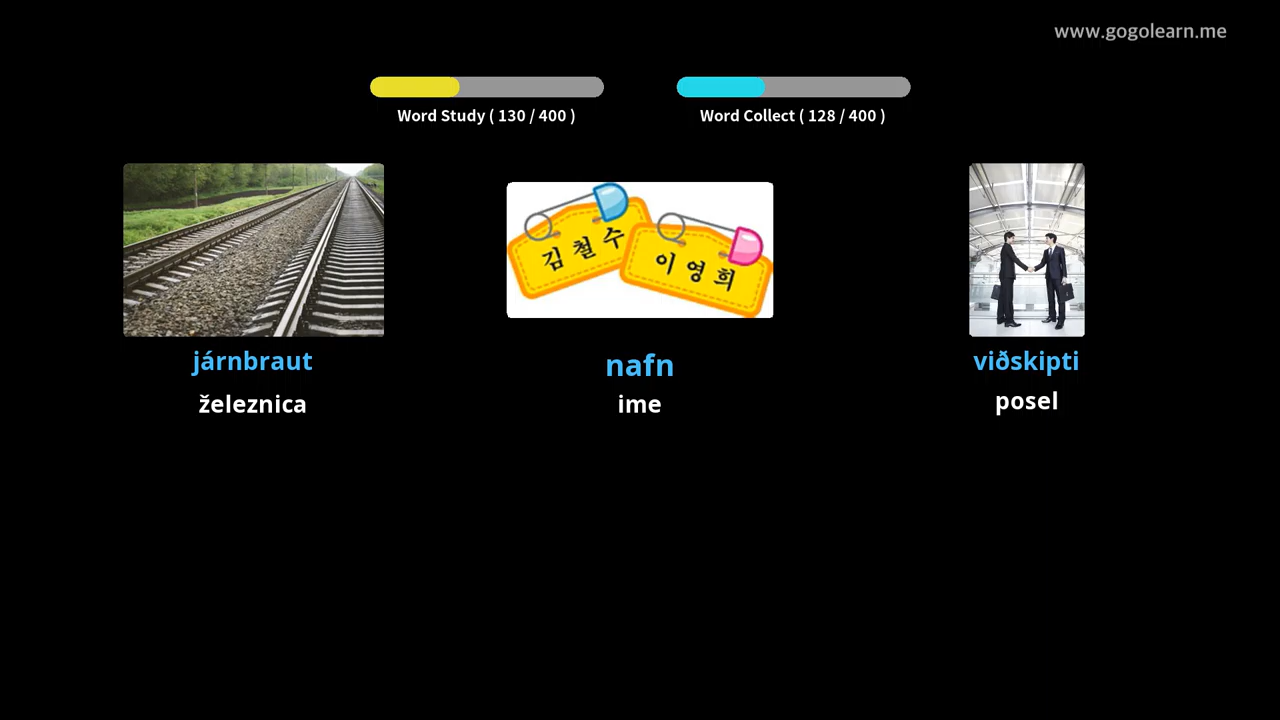 www.gogolearn.me
Word Study ( 130 / 400 )
Word Collect ( 128 / 400 )
김철수
이영희
járnbraut
nafn
viðskipti
železnica
ime
posel